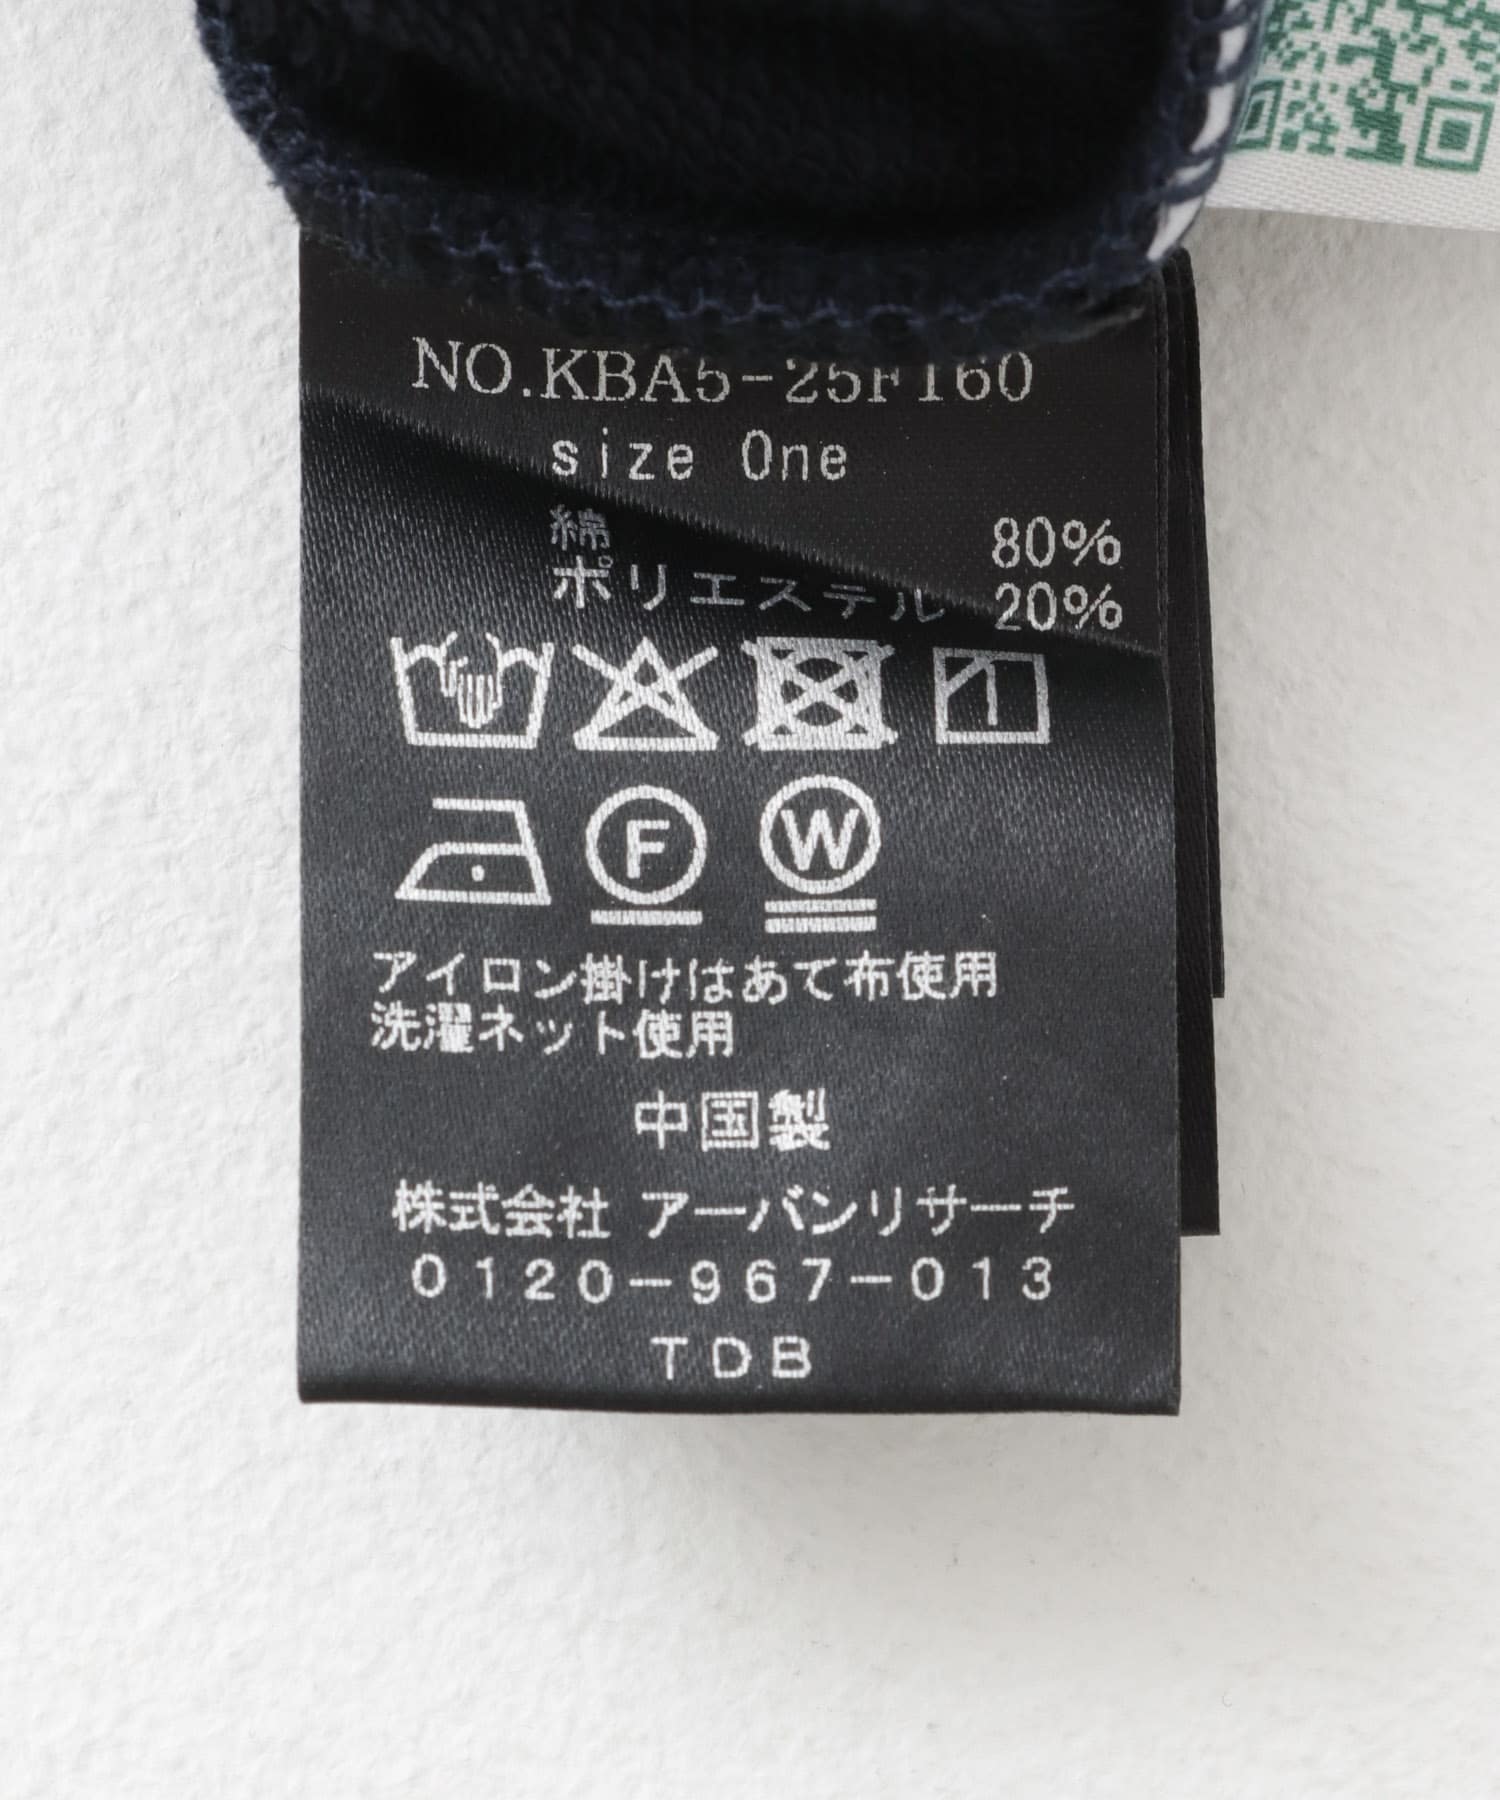 NO.KBA5-25F160
size One
綿 80%
ポリエステル 20%
F W
アイロン掛けはあて布使用
洗濯ネット使用
中国製
株式会社 アーバンリサーチ
0120-967-013
TDB